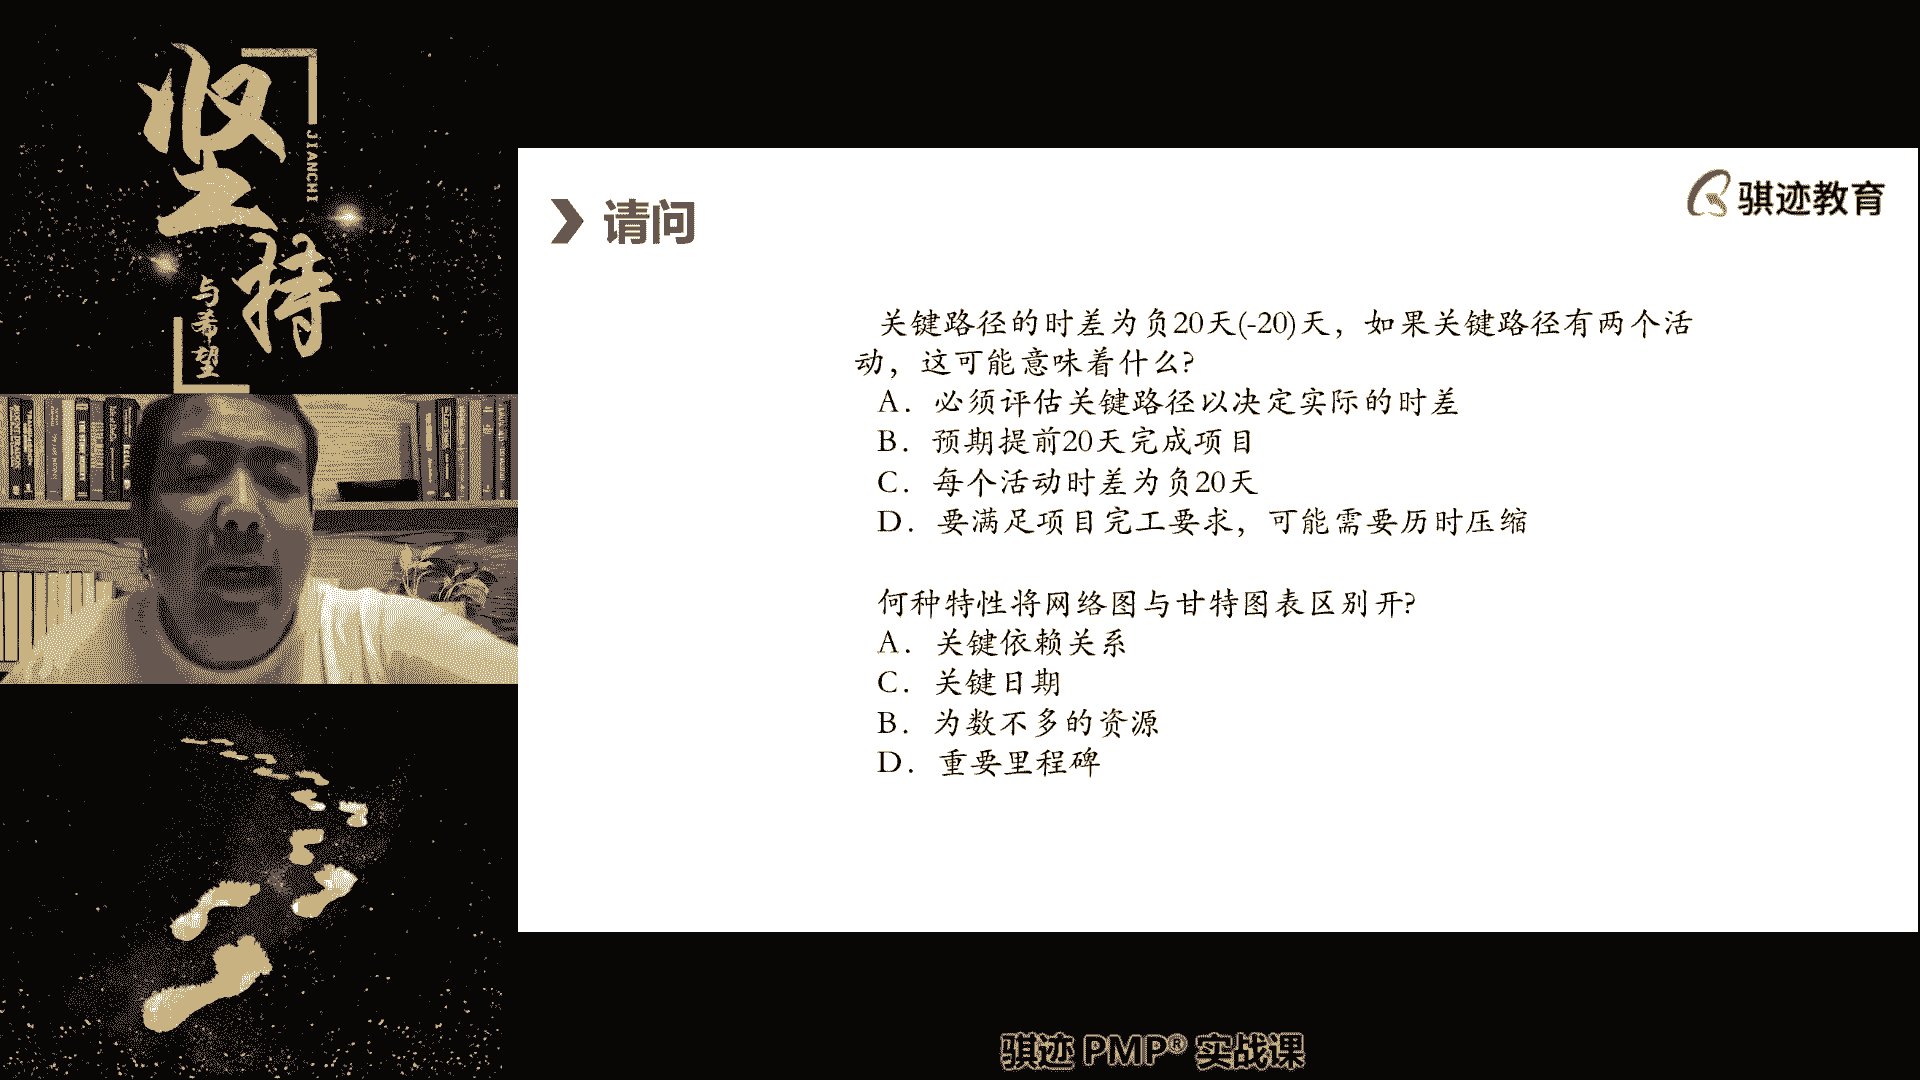 坚持
JIANCHI
与希望
骐迹教育
请问
关键路径的时差为负20天(-20)天，如果关键路径有两个活
动，这可能意味着什么?
A. 必须评估关键路径以决定实际的时差
B. 预期提前20天完成项目
C. 每个活动时差为负20天
D. 要满足项目完工要求，可能需要历时压缩
何种特性将网络图与甘特图表区别开?
A. 关键依赖关系
C. 关键日期
B. 为数不多的资源
D. 重要里程碑
骐迹 PMP® 实战课